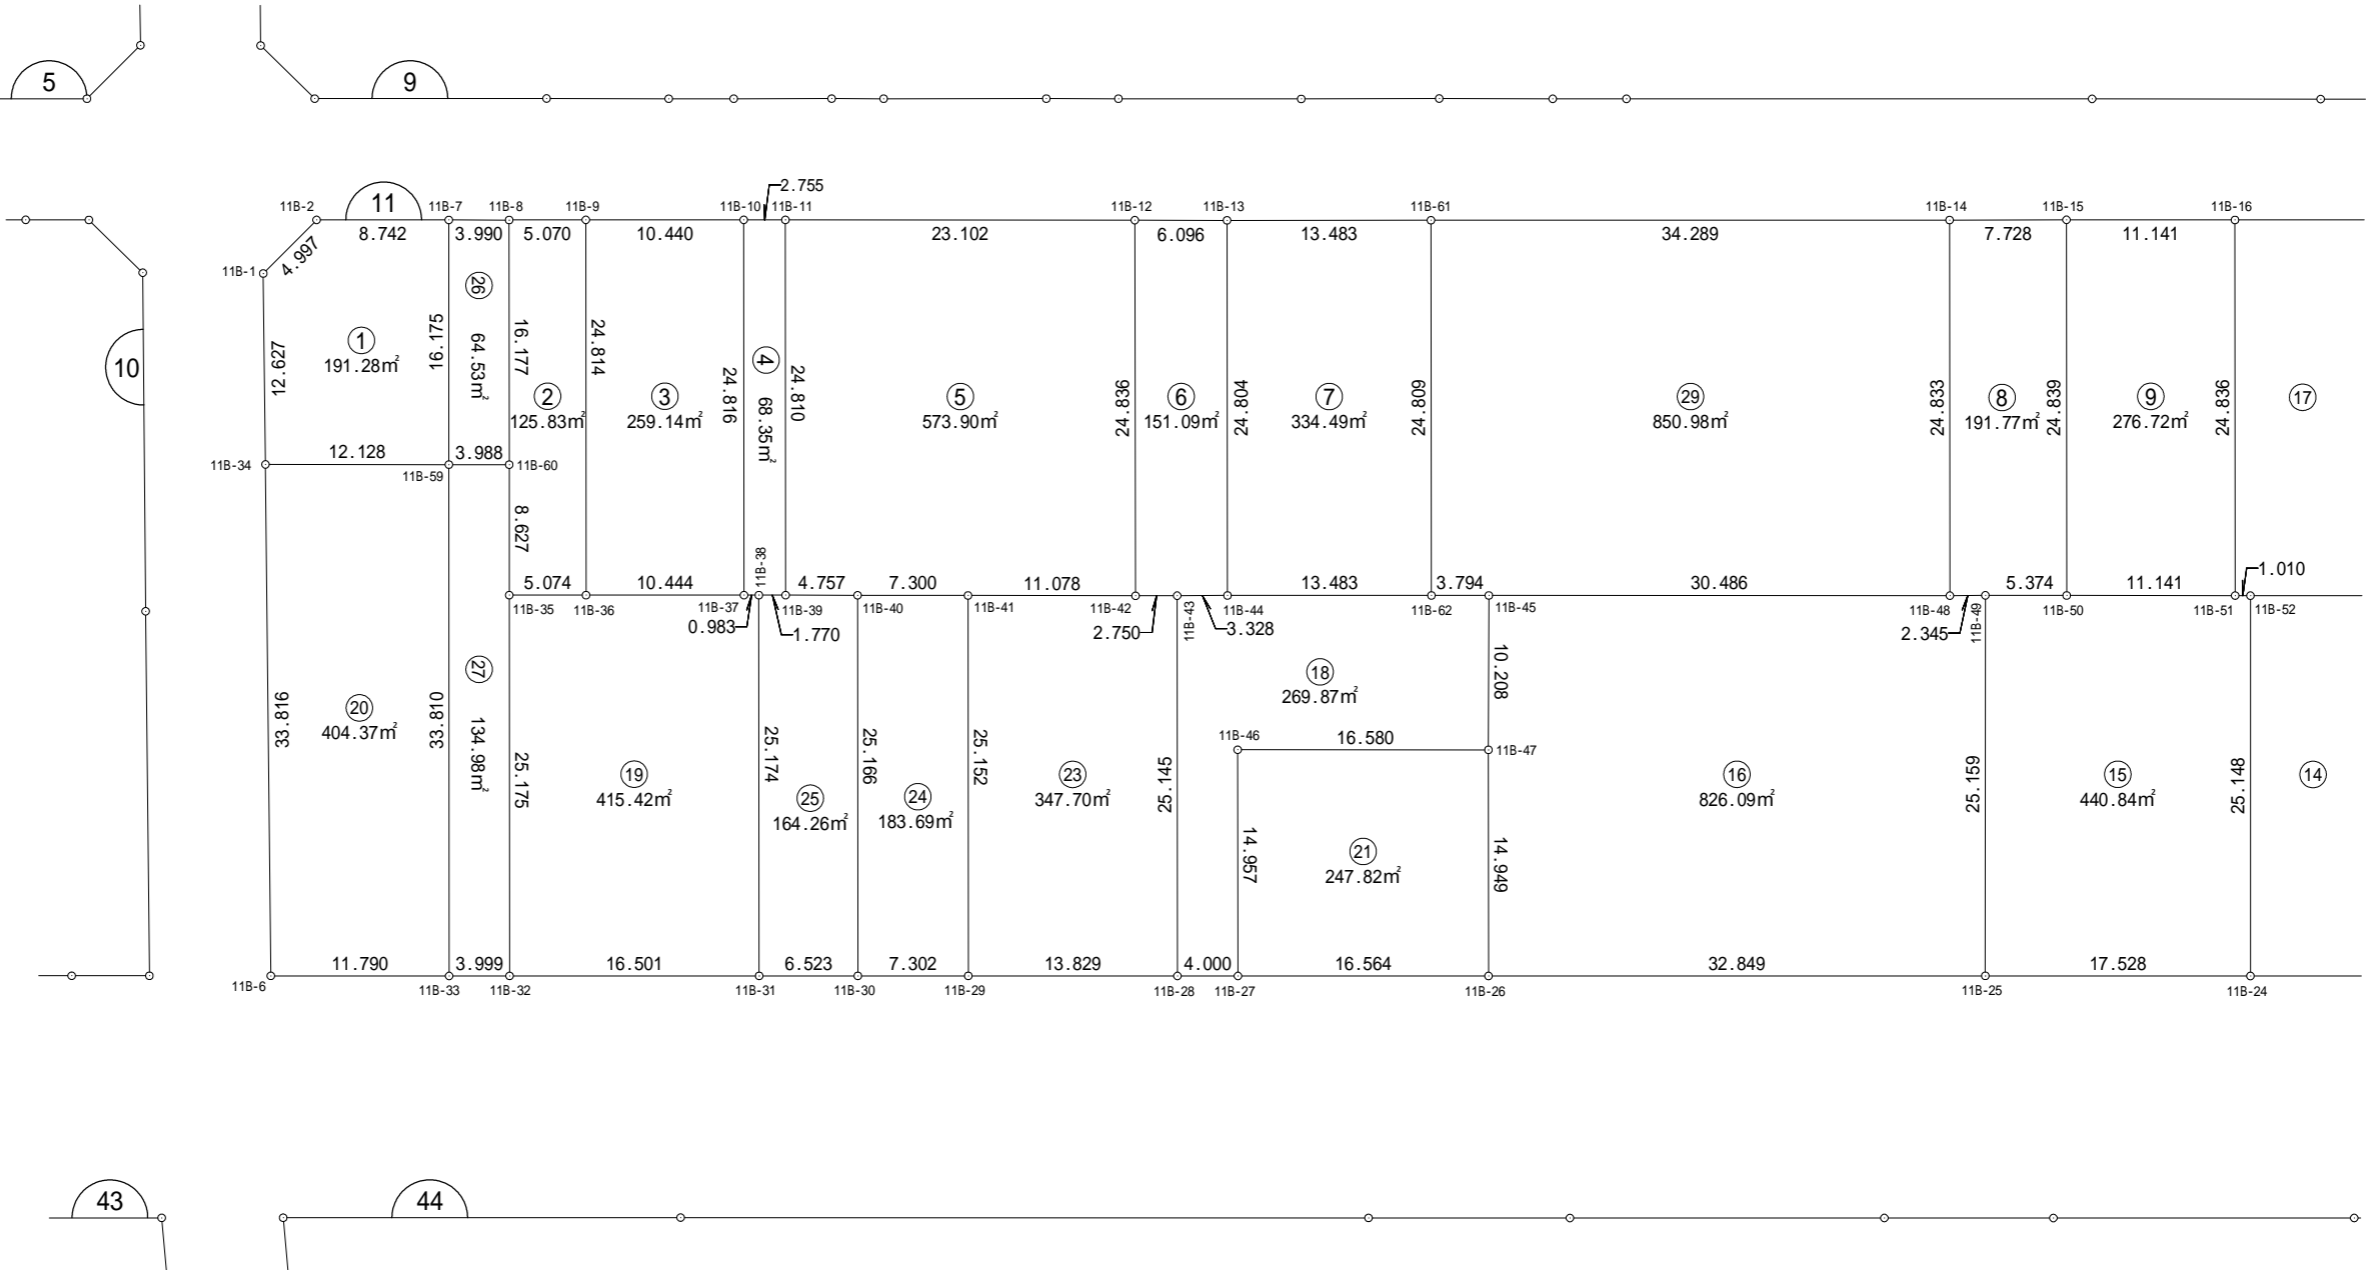 5
9
2.755
11
11B-2
11B-7
11B-8
11B-9
11B-10
11B-11
11B-12
11B-13
11B-61
11B-14
11B-15
11B-16
8.742
3.990
5.070
10.440
23.102
6.096
13.483
34.289
7.728
11.141
4.997
11B-1
10
12.627
①
191.28㎡
16.175
㉖
64.53㎡
16.177
②
125.83㎡
24.814
③
259.14㎡
24.816
④
68.35㎡
24.810
⑤
573.90㎡
24.836
⑥
151.09㎡
24.804
⑦
334.49㎡
24.809
㉙
850.98㎡
24.833
⑧
191.77㎡
24.839
⑨
276.72㎡
24.836
⑰
11B-34
12.128
11B-59
3.988
11B-60
8.627
11B-38
1.010
5.074
10.444
4.757
7.300
11.078
13.483
3.794
30.486
5.374
11.141
11B-35
11B-36
11B-37
11B-39
11B-40
11B-41
11B-42
11B-43
11B-44
11B-62
11B-45
11B-48
11B-49
11B-50
11B-51
11B-52
0.983
1.770
2.750
3.328
2.345
33.816
⑳
404.37㎡
33.810
㉗
134.98㎡
25.175
⑲
415.42㎡
25.174
㉕
164.26㎡
25.166
㉔
183.69㎡
25.152
㉓
347.70㎡
25.145
⑱
269.87㎡
10.208
11B-46
16.580
11B-47
14.957
㉑
247.82㎡
14.949
⑯
826.09㎡
25.159
⑮
440.84㎡
25.148
⑭
11.790
3.999
16.501
6.523
7.302
13.829
4.000
16.564
32.849
17.528
11B-6
11B-33
11B-32
11B-31
11B-30
11B-29
11B-28
11B-27
11B-26
11B-25
11B-24
43
44